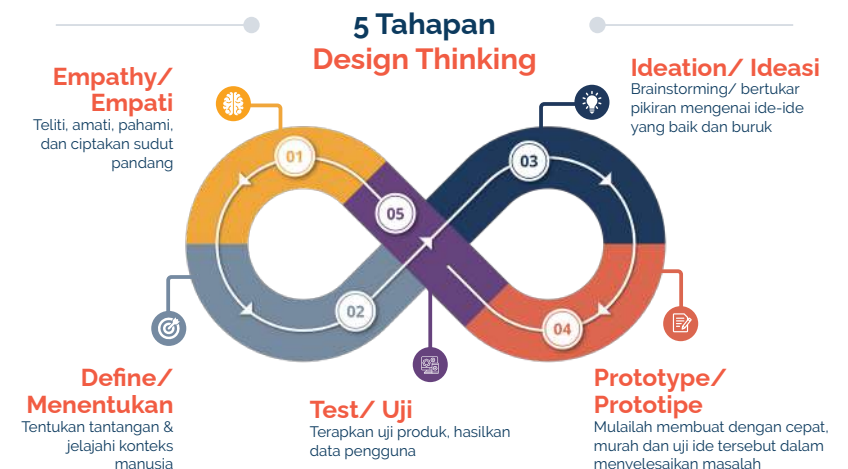 5 Tahapan
Design Thinking
Empathy/
Empati
Teliti, amati, pahami,
dan ciptakan sudut
pandang
Ideation/ Ideasi
Brainstorming/ bertukar
pikiran mengenai ide-ide
yang baik dan buruk
01
03
05
02
04
Define/
Menentukan
Tentukan tantangan &
jelajahi konteks
manusia
Test/ Uji
Terapkan uji produk, hasilkan
data pengguna
Prototype/
Prototipe
Mulailah membuat dengan cepat,
murah dan uji ide tersebut dalam
menyelesaikan masalah